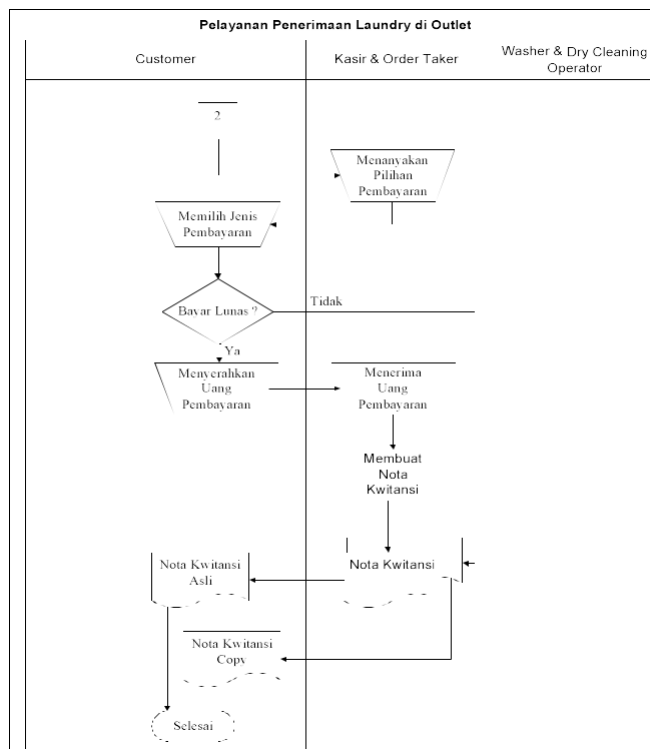 Pelayanan Penerimaan Laundry di Outlet
Customer
Kasir & Order Taker
Washer & Dry Cleaning
Operator
2
Menanyakan
Pilihan
Pembayaran
Memilih Jenis
Pembayaran
Bayar Lunas ?
Tidak
Ya
Menyerahkan
Uang
Pembayaran
Menerima
Uang
Pembayaran
Membuat
Nota
Kwitansi
Nota Kwitansi
Asli
Nota Kwitansi
Nota Kwitansi
Copy
Selesai